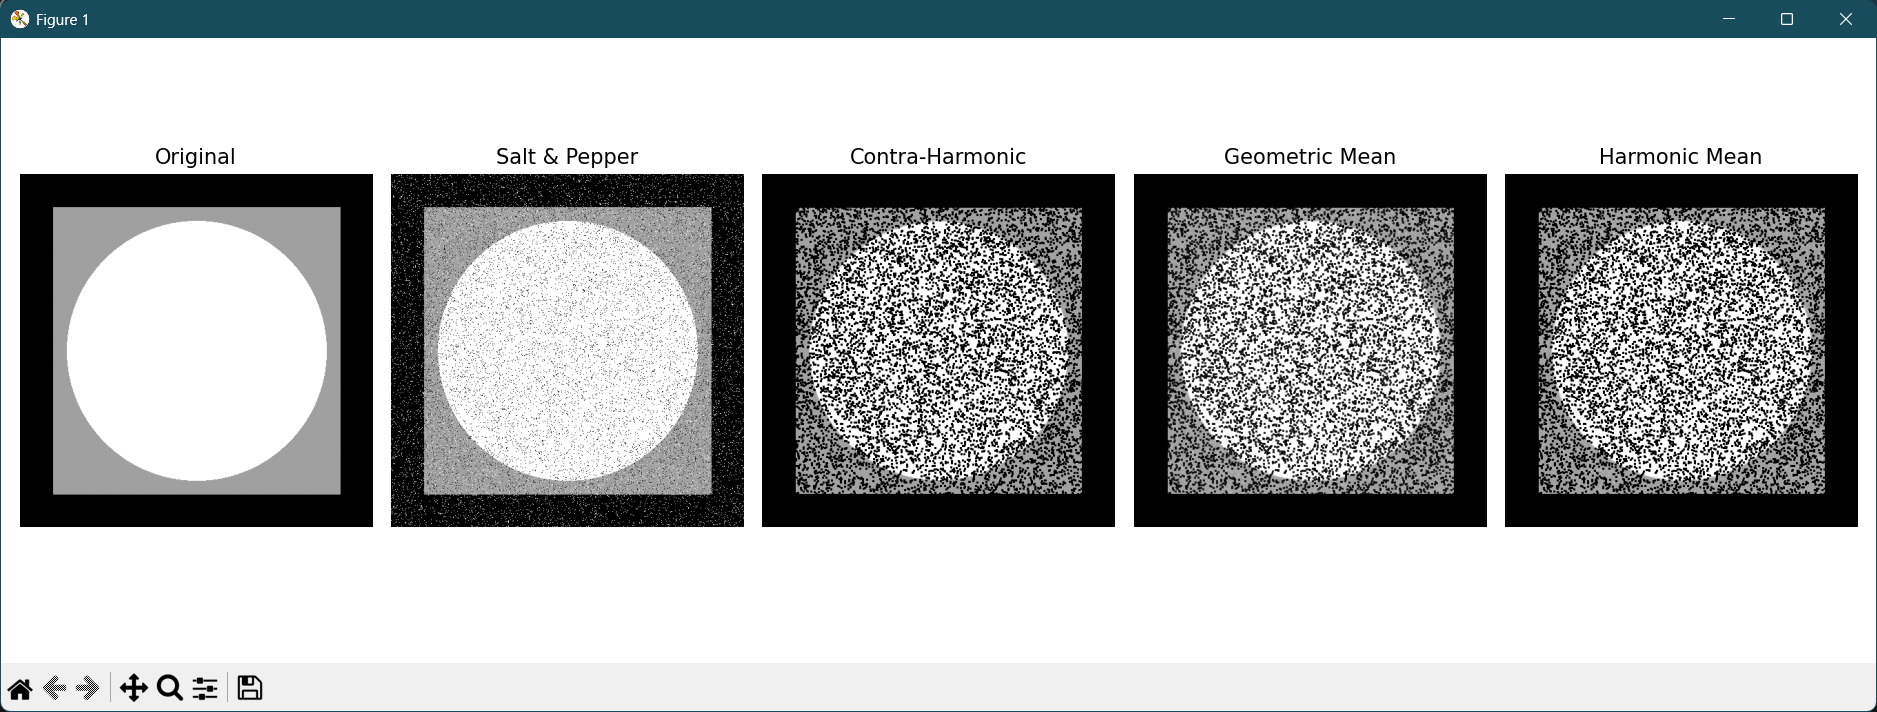 Figure 1
Original
Salt & Pepper
Contra-Harmonic
Geometric Mean
Harmonic Mean